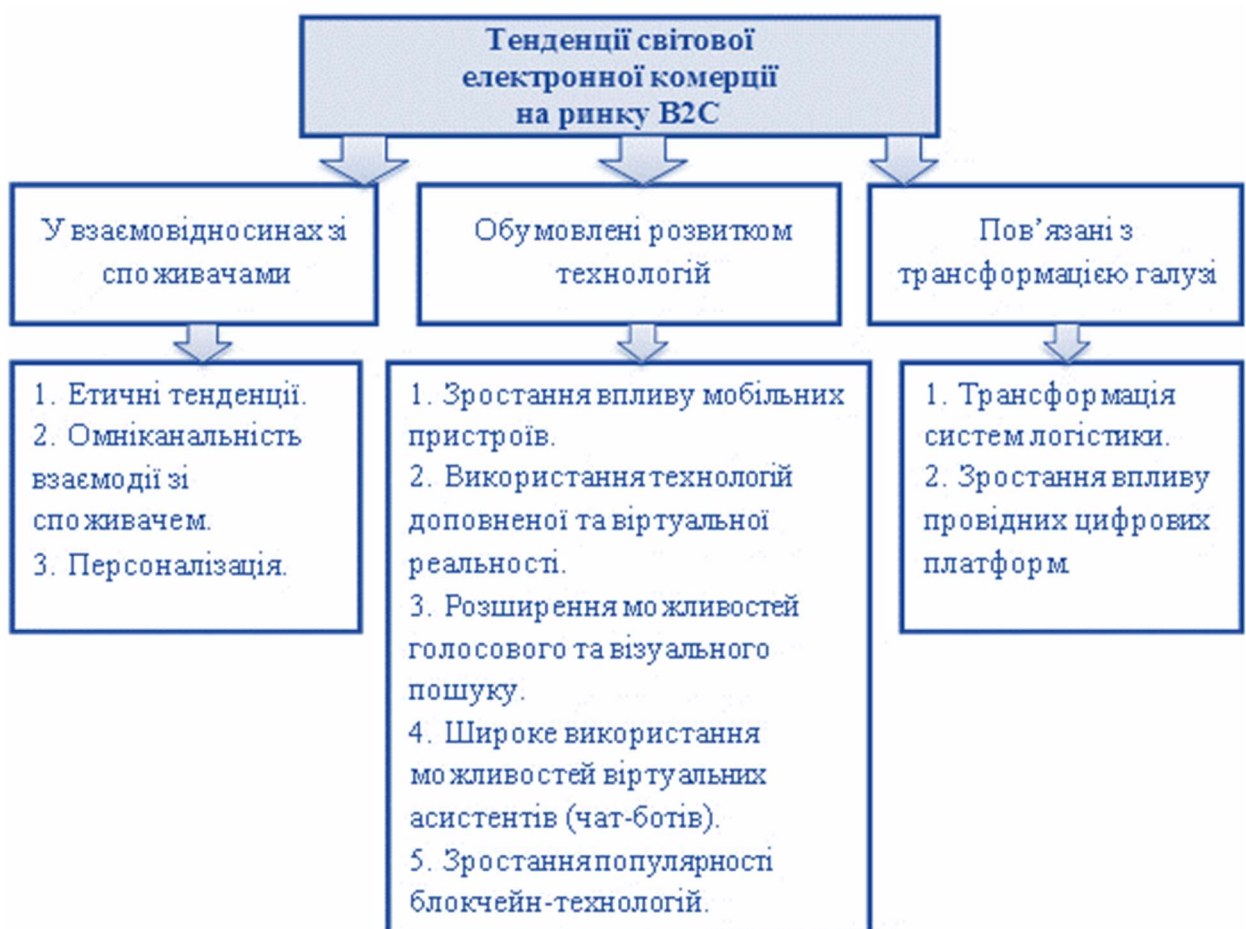 Тенденції світової
електронної комерції
на ринку В2С
У взаємовідносинах зі
споживачами
Обумовлені розвитком
технологій
Пов’язані з
трансформацією галузі
1. Етичні тенденції.
2. Омніканальність
взаємодії зі
споживачем.
3. Персоналізація.
1. Зростання впливу мобільних
пристроїв.
2. Використання технологій
доповненої та віртуальної
реальності.
3. Розширення можливостей
голосового та візуального
пошуку.
4. Широке використання
можливостей віртуальних
асистентів (чат-ботів).
5. Зростання популярності
блокчейн-технологій.
1. Трансформація
систем логістики.
2. Зростання впливу
провідних цифрових
платформ.